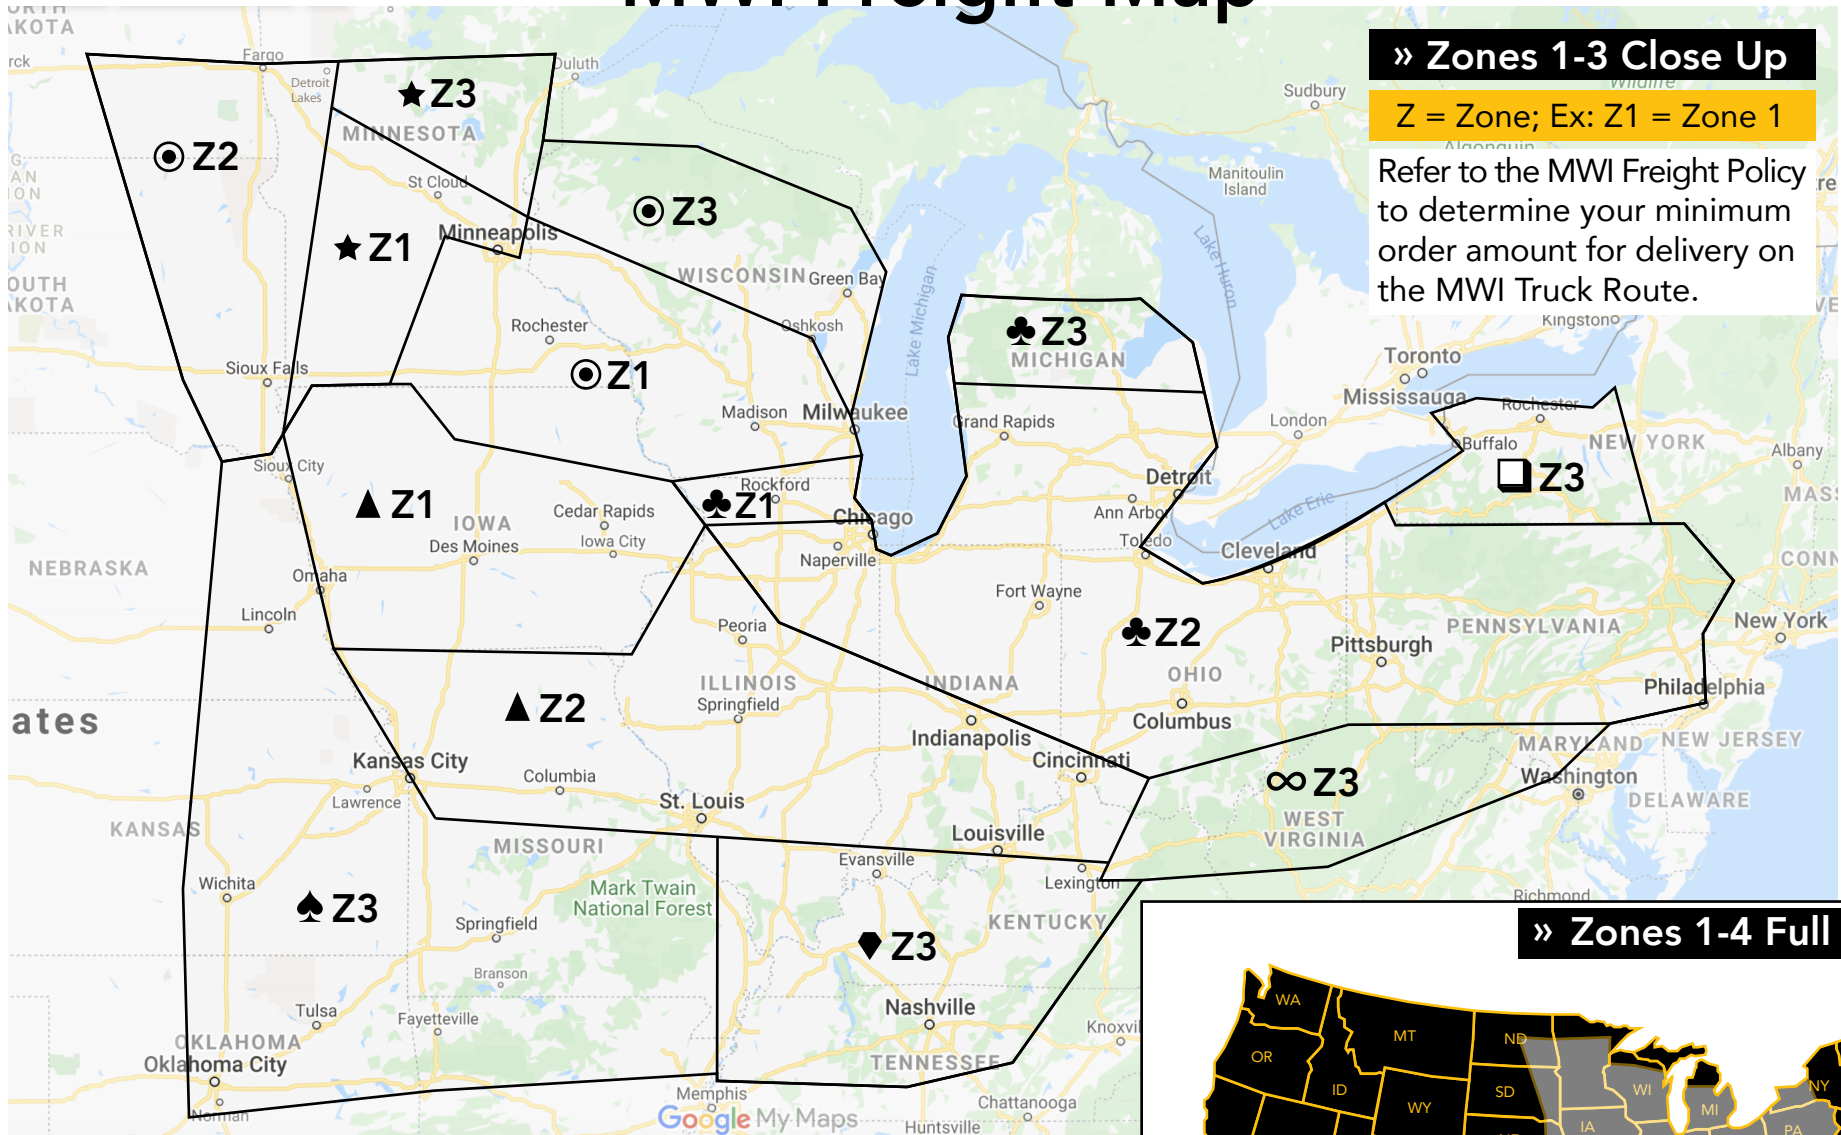 MWI Freight Map
» Zones 1-3 Close Up
Z = Zone; Ex: Z1 = Zone 1
Refer to the MWI Freight Policy
to determine your minimum
order amount for delivery on
the MWI Truck Route.
Fargo
Duluth
Detroit
Lakes
Z3
MINNESOTA
Z2
St Cloud
Z3
Z1
Minneapolis
WISCONSIN
Green Bay
Rochester
Oshkosh
Z1
Sioux Falls
Madison
Milwaukee
Lake Michigan
Lake Huron
Sudbury
Algonquin
Manitoulin
Island
Kingston
Toronto
Mississauga
London
Z3
MICHIGAN
Grand Rapids
Detroit
Ann Arbor
Toledo
Lake Erie
Cleveland
Rochester
Buffalo
NEW YORK
Albany
Z3
Sioux City
Z1
IOWA
Des Moines
Cedar Rapids
Iowa City
Rockford
Z1
Chicago
Naperville
NEBRASKA
Omaha
Lincoln
Peoria
Fort Wayne
Z2
Pittsburgh
PENNSYLVANIA
New York
Philadelphia
ates
Z2
ILLINOIS
Springfield
INDIANA
Indianapolis
OHIO
Columbus
Cincinnati
MARYLAND
NEW JERSEY
Washington
DELAWARE
Kansas City
Lawrence
Columbia
St. Louis
Louisville
Z3
WEST
VIRGINIA
KANSAS
MISSOURI
Evansville
Lexington
Richmond
Wichita
Z3
Mark Twain
National Forest
Springfield
Branson
KENTUCKY
Z3
Nashville
Knoxvil
Tulsa
Fayetteville
OKLAHOMA
Oklahoma City
Norman
TENNESSEE
Memphis
Chattanooga
Huntsville
Google My Maps
» Zones 1-4 Full
WA
MT
ND
OR
ID
SD
WI
WY
MI
NY
IA
PA